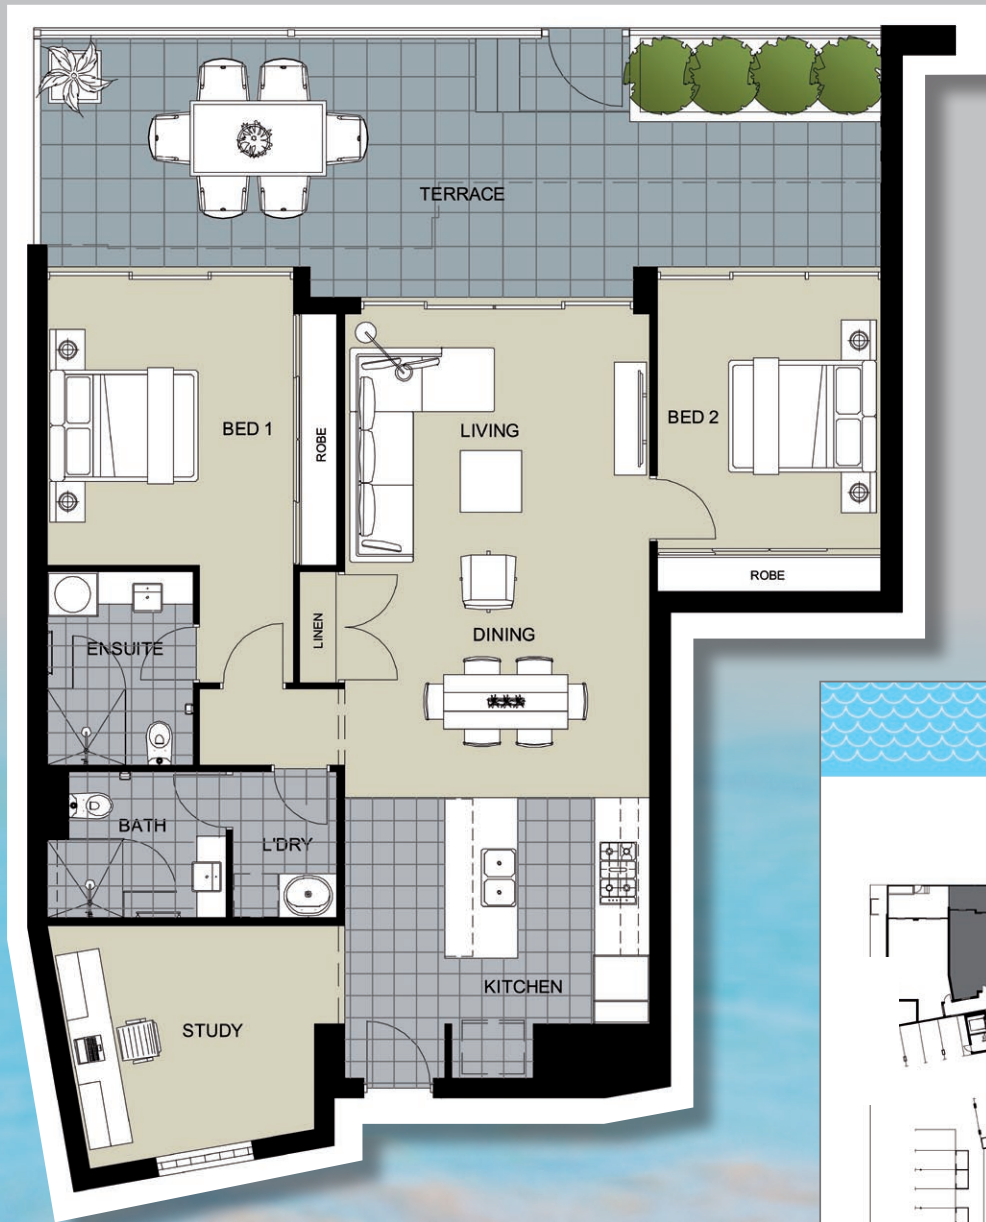 TERRACE
BED 1
ROBE
LIVING
BED 2
ROBE
LINEN
DINING
ENSUITE
BATH
L'DRY
KITCHEN
STUDY